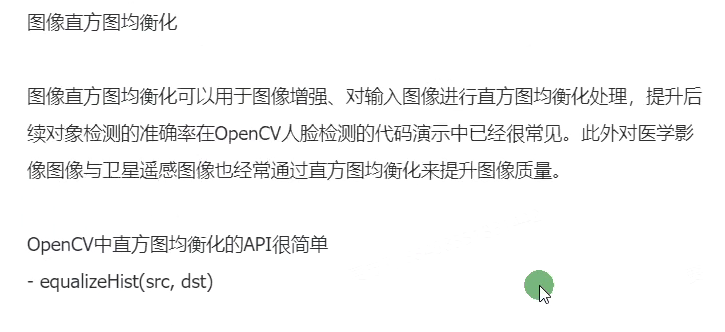 图像直方图均衡化
图像直方图均衡化可以用于图像增强、对输入图像进行直方图均衡化处理，提升后
续对象检测的准确率在OpenCV人脸检测的代码演示中已经很常见。此外对医学影
像图像与卫星遥感图像也经常通过直方图均衡化来提升图像质量。
OpenCV中直方图均衡化的API很简单
- equalizeHist(src, dst)